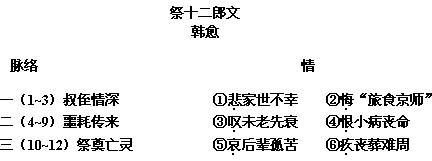 祭十二郎文
韩愈
脉络 情
一（1~3）叔侄情深 ①悲家世不幸 ②悔“旅食京师”
二（4~9）噩耗传来 ③叹未老先衰 ④恨小病丧命
三（10~12）祭奠亡灵 ⑤哀后辈孤苦 ⑥疚丧葬难周